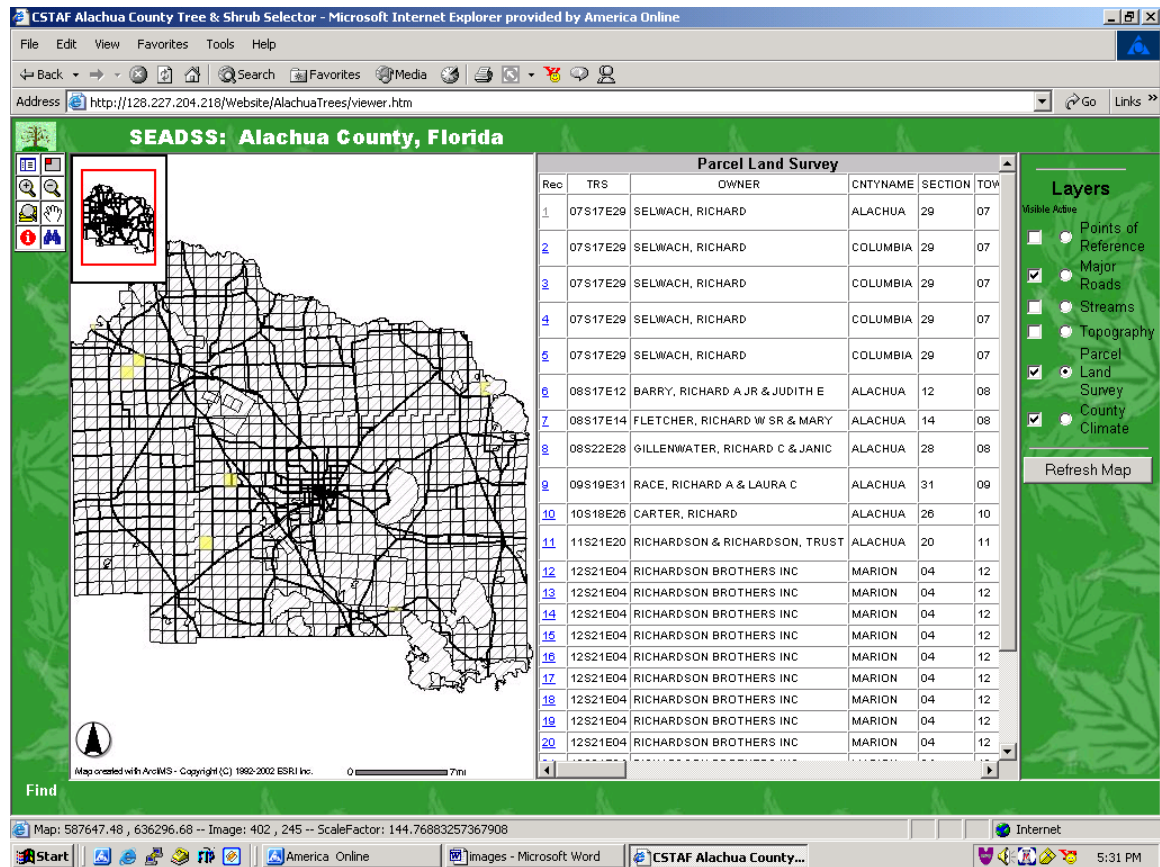 CSTAF Alachua County Tree & Shrub Selector - Microsoft Internet Explorer provided by America Online
File Edit View Favorites Tools Help
Back Search Favorites Media
Address http://128.227.204.218/Website/AlachuaTrees/viewer.htm Go Links »
SEADSS: Alachua County, Florida
Parcel Land Survey
Rec TRS OWNER CNTYNAME SECTION TOW
1 07S17E29 SELWACH, RICHARD ALACHUA 29 07
2 07S17E29 SELWACH, RICHARD COLUMBIA 29 07
3 07S17E29 SELWACH, RICHARD COLUMBIA 29 07
4 07S17E29 SELWACH, RICHARD COLUMBIA 29 07
5 07S17E29 SELWACH, RICHARD COLUMBIA 29 07
6 08S17E12 BARRY, RICHARD A JR & JUDITH E ALACHUA 12 08
7 08S17E14 FLETCHER, RICHARD W SR & MARY ALACHUA 14 08
8 08S22E28 GILLENWATER, RICHARD C & JANIC ALACHUA 28 08
9 09S19E31 RACE, RICHARD A & LAURA C ALACHUA 31 09
10 10S18E26 CARTER, RICHARD ALACHUA 26 10
11 11S21E20 RICHARDSON & RICHARDSON, TRUST ALACHUA 20 11
12 12S21E04 RICHARDSON BROTHERS INC MARION 04 12
13 12S21E04 RICHARDSON BROTHERS INC MARION 04 12
14 12S21E04 RICHARDSON BROTHERS INC MARION 04 12
15 12S21E04 RICHARDSON BROTHERS INC MARION 04 12
16 12S21E04 RICHARDSON BROTHERS INC MARION 04 12
17 12S21E04 RICHARDSON BROTHERS INC MARION 04 12
18 12S21E04 RICHARDSON BROTHERS INC MARION 04 12
19 12S21E04 RICHARDSON BROTHERS INC MARION 04 12
20 12S21E04 RICHARDSON BROTHERS INC MARION 04 12
Layers
Visible Active
Points of
Reference
Major
Roads
Streams
Topography
Parcel
Land
Survey
County
Climate
Refresh Map
Map created with ArcIMS - Copyright (C) 1992-2002 ESRI Inc. 0 7mi
Find
Map: 587647.48 , 636296.68 -- Image: 402 , 245 -- ScaleFactor: 144.76883257367908 Internet
Start America Online images - Microsoft Word CSTAF Alachua County... 5:31 PM